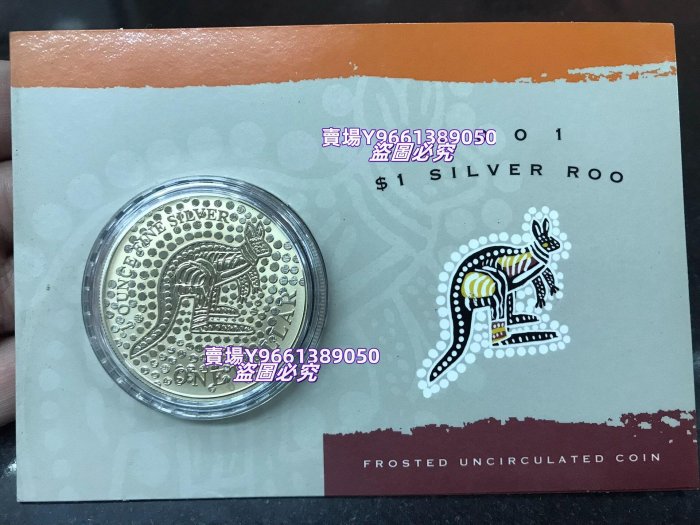 賣場Y9661389050
盜圖必究
0 1
$1 SILVER ROO
1 OUNCE FINE SILVER
賣場Y9661389050
盜圖必究
ONE DOLLAR
FROSTED UNCIRCULATED COIN